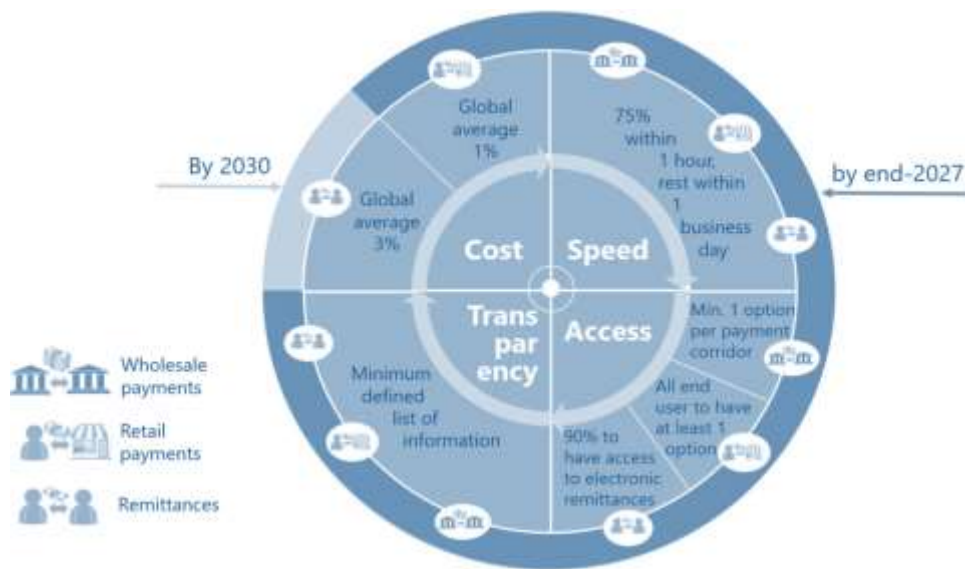 By 2030
by end-2027
Global
average
1%
Global
average
3%
75%
within
1 hour,
rest within
1
business
day
Cost
Speed
Trans
par
ency
Access
Min. 1 option
per payment
corridor
All end
user to have
at least 1
option
90% to
have access
to electronic
remittances
Minimum
defined
list of
information
Wholesale
payments
Retail
payments
Remittances